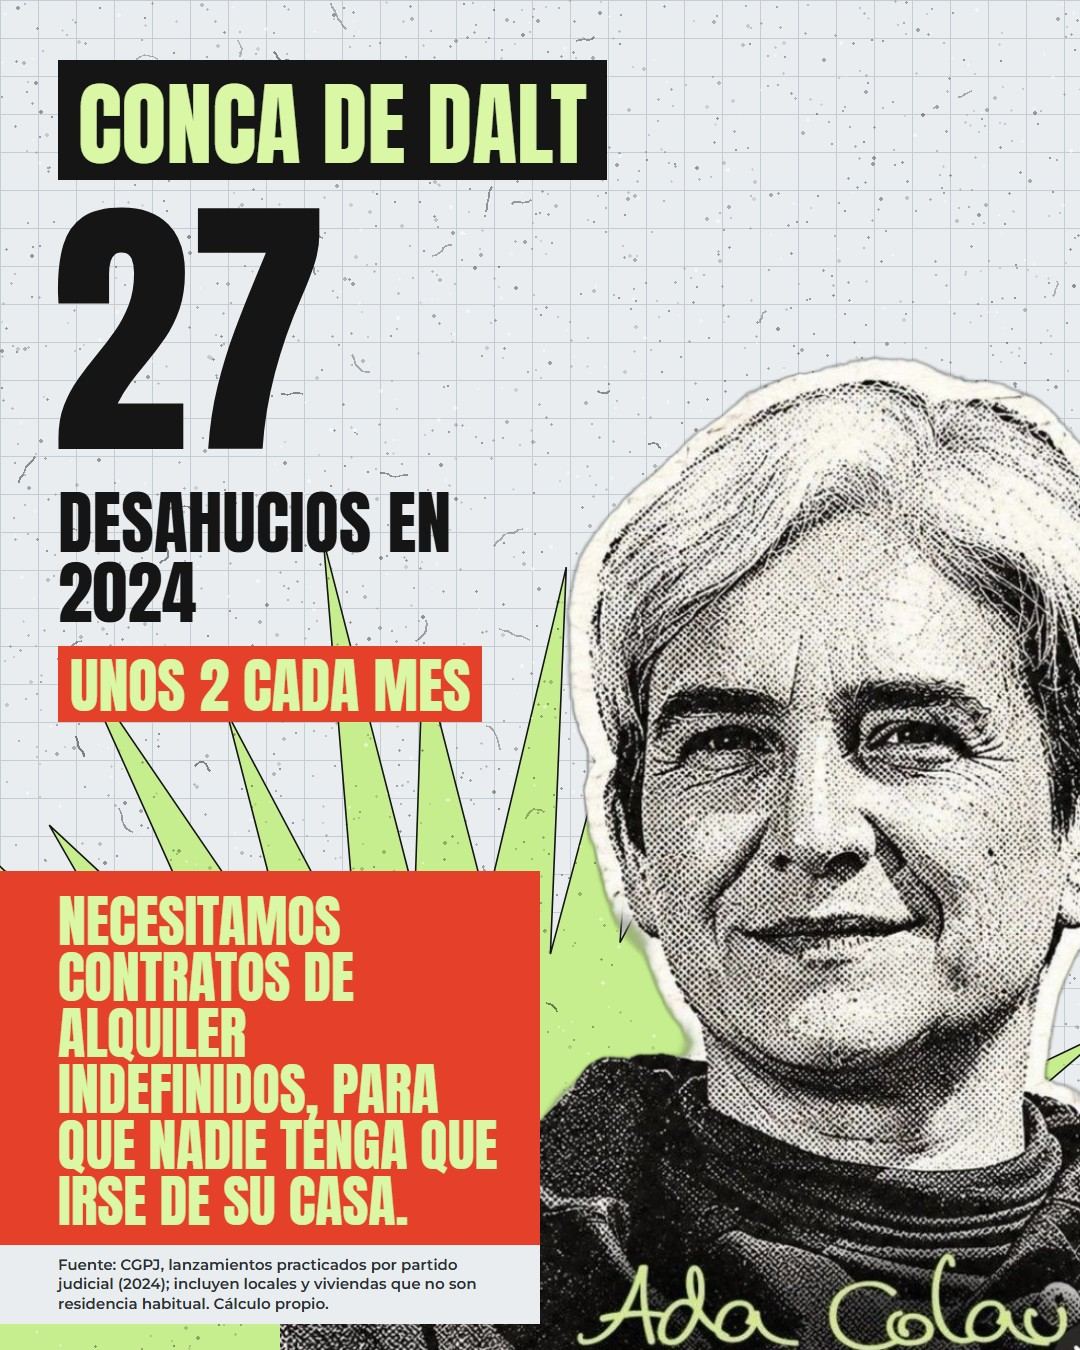 CONCA DE DALT
27
DESAHUCIOS EN
2024
UNOS 2 CADA MES
NECESITAMOS
CONTRATOS DE
ALQUILER
INDEFINIDOS, PARA
QUE NADIE TENGA QUE
IRSE DE SU CASA.
Fuente: CGPJ, lanzamientos practicados por partido
judicial (2024); incluyen locales y viviendas que no son
residencia habitual. Cálculo propio.
Ada Colau